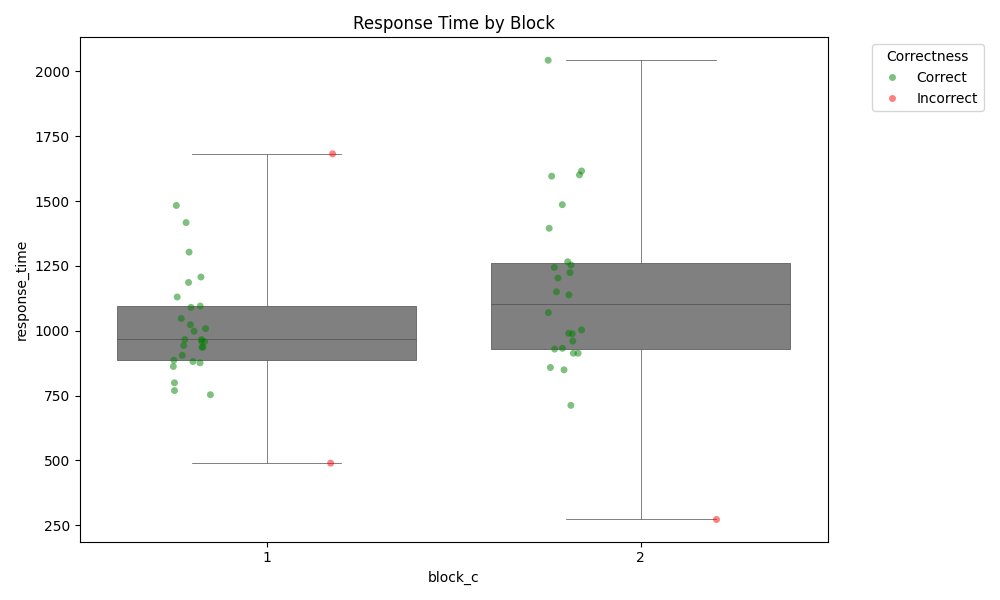 Response Time by Block
Correctness
Correct
Incorrect
response_time
2000
1750
1500
1250
1000
750
500
250
1
2
block_c